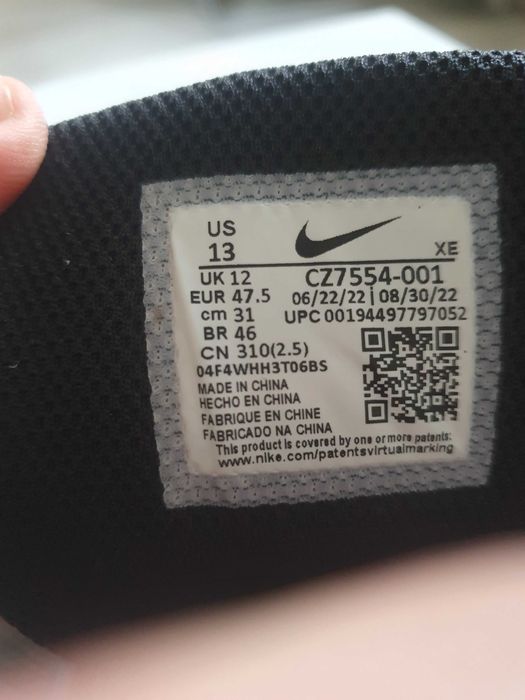 US
13
XE
UK 12
CZ7554-001
EUR 47.5
06/22/22 | 08/30/22
cm 31
UPC 00194497797052
BR 46
CN 310(2.5)
04F4WHH3T06BS
MADE IN CHINA
HECHO EN CHINA
FABRIQUE EN CHINE
FABRICADO NA CHINA
This product is covered by one or more patents:
www.nike.com/patentsvirtualmarking